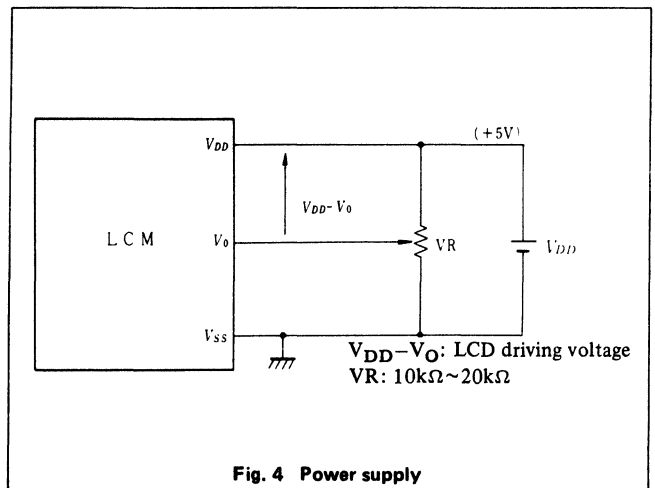 (+5V)
VDD
VDD-V0
LCM
V0
VR
VDD
VSS
VDD–VO: LCD driving voltage
VR: 10kΩ~20kΩ
Fig. 4 Power supply